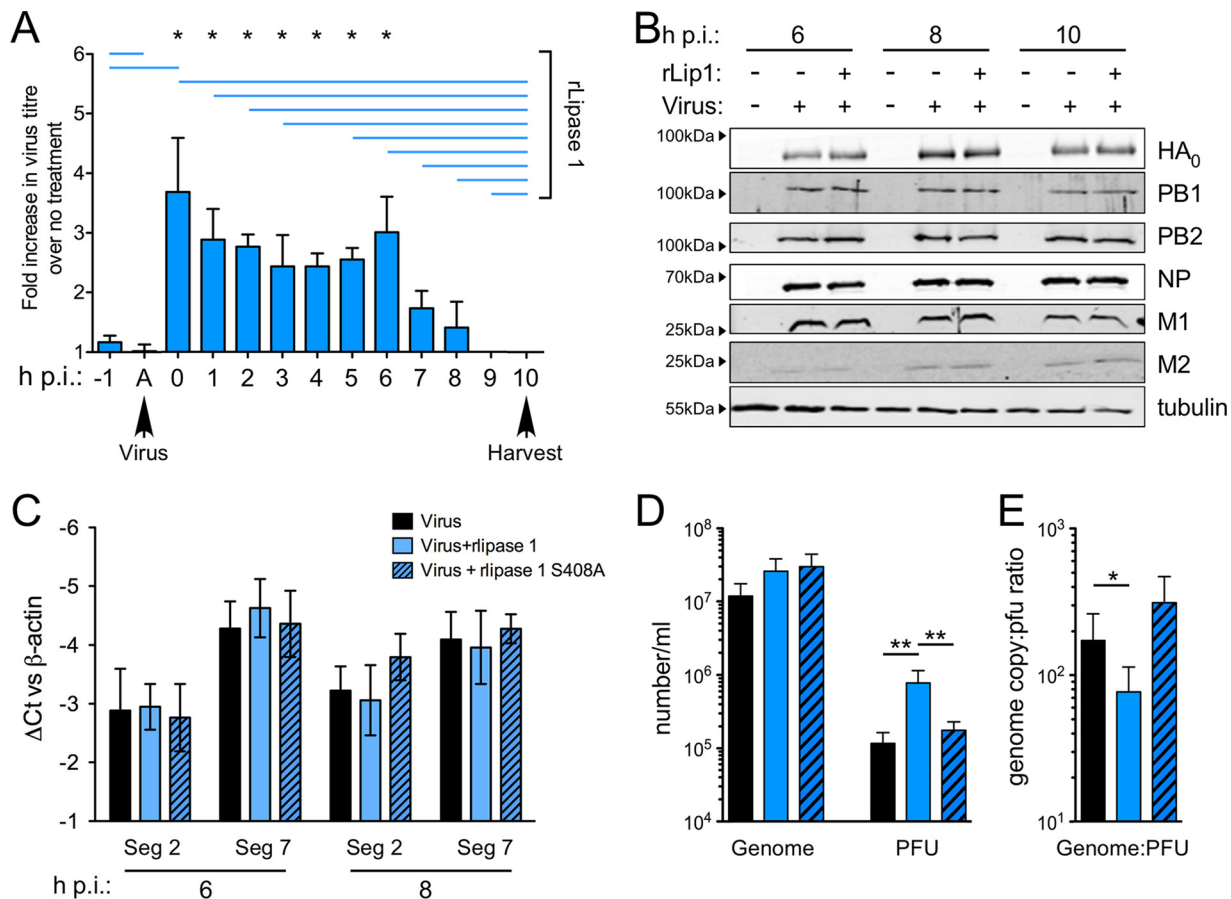 A
* * * * * * *
Fold increase in virus titre
over no treatment
6
5
4
3
2
1
rLipase 1
h p.i.: -1 A 0 1 2 3 4 5 6 7 8 9 10
Virus
Harvest
B
h p.i.: 6 8 10
rLip1: - - + - - + - - +
Virus: - + + - + + - + +
100kDa HA0
100kDa PB1
100kDa PB2
70kDa NP
25kDa M1
25kDa M2
55kDa tubulin
C
ΔCt vs β-actin
-6
-5
-4
-3
-2
-1
Virus
Virus+rlipase 1
Virus + rlipase 1 S408A
Seg 2 Seg 7 Seg 2 Seg 7
h p.i.: 6 8
D
number/ml
10^8
10^7
10^6
10^5
10^4
** **
Genome PFU
E
genome copy:pfu ratio
10^3
10^2
10^1
*
Genome:PFU